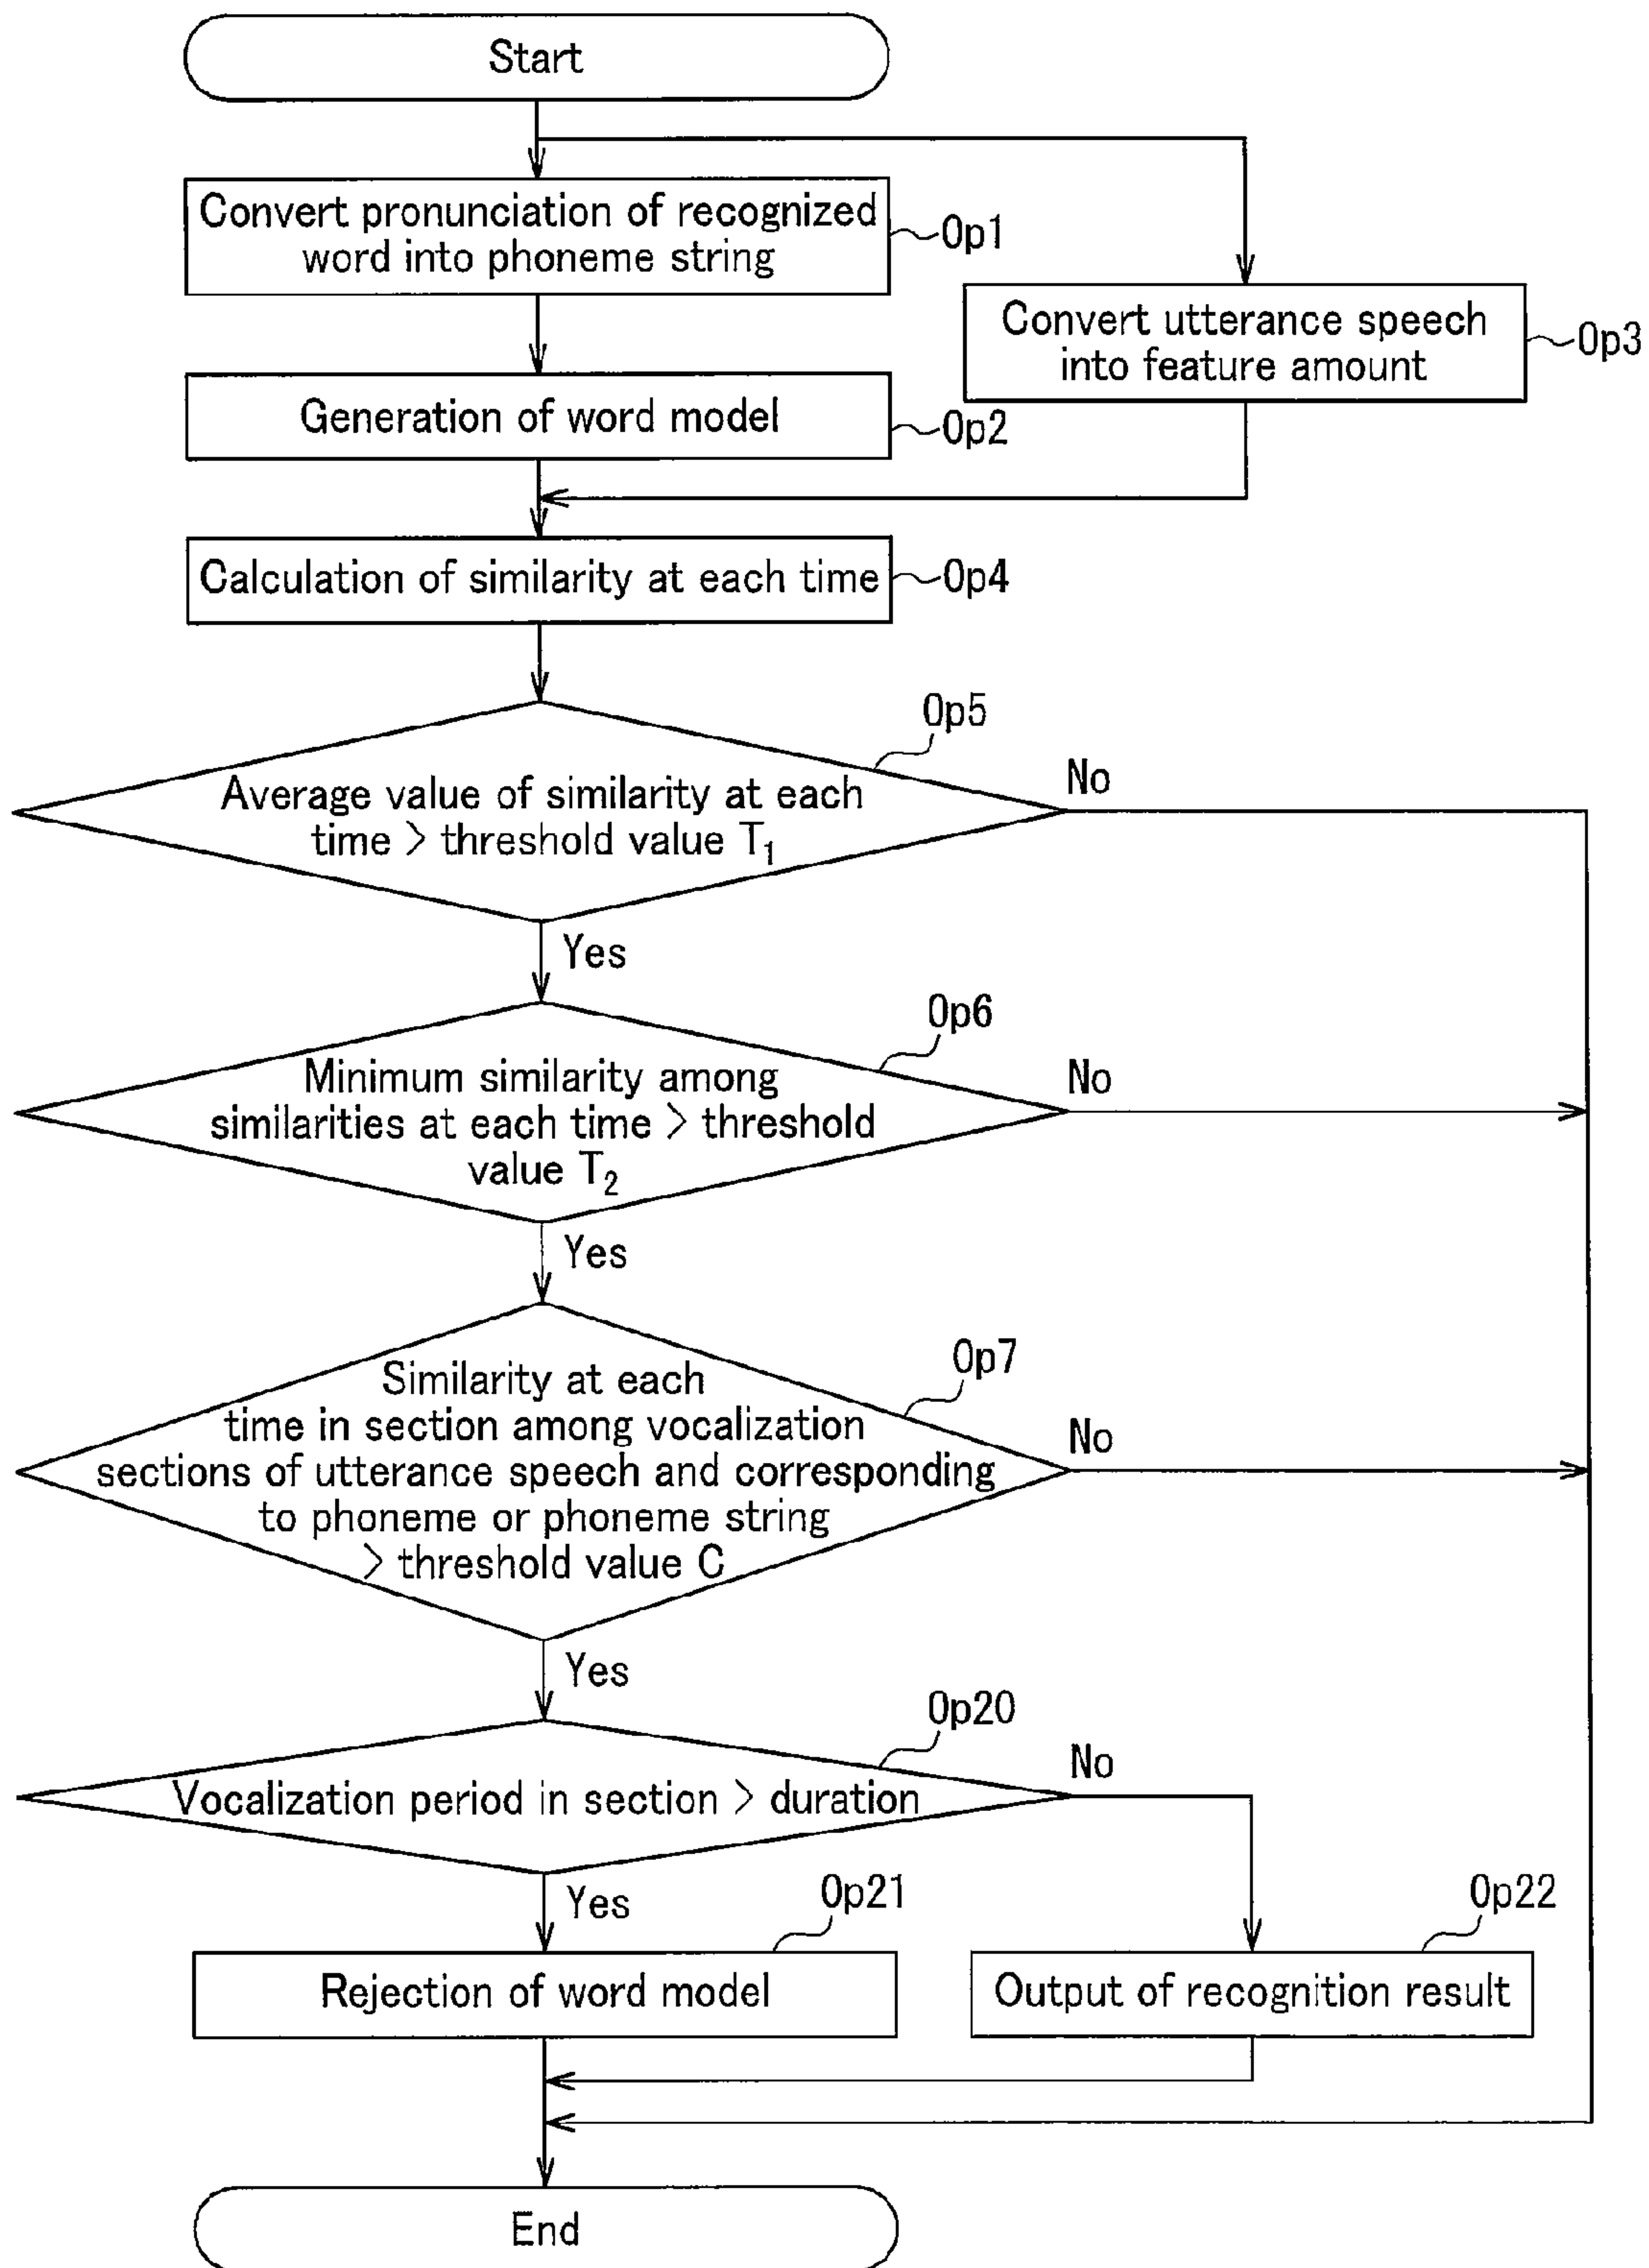 Start
Convert pronunciation of recognized
word into phoneme string
Op1
Convert utterance speech
into feature amount
Op3
Generation of word model
Op2
Calculation of similarity at each time
Op4
Op5
Average value of similarity at each
time > threshold value T1
No
Yes
Op6
Minimum similarity among
similarities at each time > threshold
value T2
No
Yes
Op7
Similarity at each
time in section among vocalization
sections of utterance speech and corresponding
to phoneme or phoneme string
> threshold value C
No
Yes
Op20
Vocalization period in section > duration
No
Yes
Op21
Rejection of word model
Op22
Output of recognition result
End